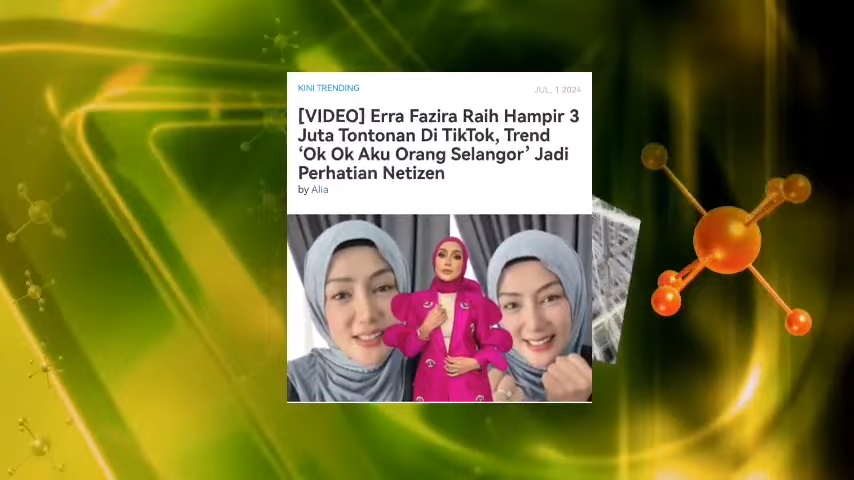 KINI TRENDING
JUL, 1 2024
[VIDEO] Erra Fazira Raih Hampir 3
Juta Tontonan Di TikTok, Trend
‘Ok Ok Aku Orang Selangor’ Jadi
Perhatian Netizen
by Alia